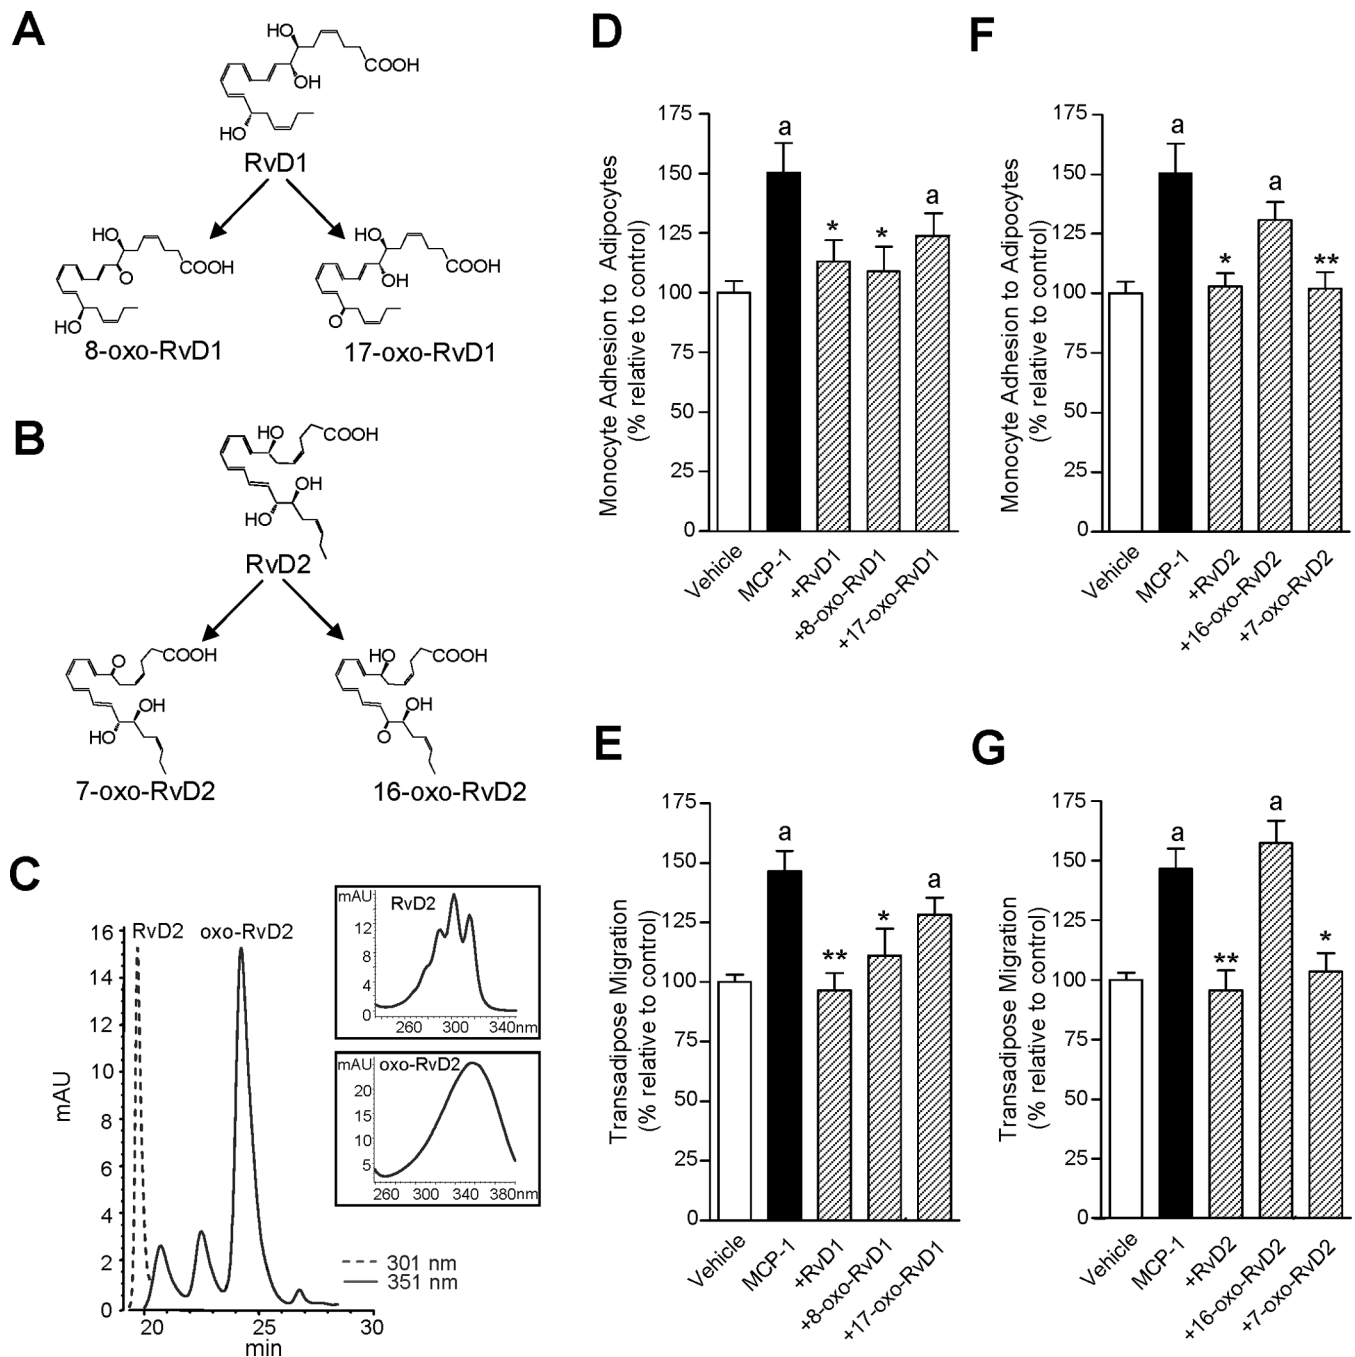 A
HO
COOH
OH
HO
RvD1
HO
COOH
O
HO
8-oxo-RvD1
HO
COOH
OH
O
17-oxo-RvD1
B
HO
COOH
OH
HO
RvD2
O
COOH
OH
HO
7-oxo-RvD2
HO
COOH
OH
O
16-oxo-RvD2
C
mAU
16
14
12
10
8
6
4
2
0
20
25
30
min
RvD2
oxo-RvD2
mAU
RvD2
12
8
4
0
260
300
340nm
mAU
oxo-RvD2
20
15
10
5
260
300
340
380nm
301 nm
351 nm
D
Monocyte Adhesion to Adipocytes
(% relative to control)
175
150
125
100
75
50
25
0
a
*
*
a
Vehicle
MCP-1
+RvD1
+8-oxo-RvD1
+17-oxo-RvD1
E
Transadipose Migration
(% relative to control)
175
150
125
100
75
50
25
0
a
**
*
a
Vehicle
MCP-1
+RvD1
+8-oxo-RvD1
+17-oxo-RvD1
F
Monocyte Adhesion to Adipocytes
(% relative to control)
175
150
125
100
75
50
25
0
a
*
a
**
Vehicle
MCP-1
+RvD2
+16-oxo-RvD2
+7-oxo-RvD2
G
Transadipose Migration
(% relative to control)
175
150
125
100
75
50
25
0
a
**
a
*
Vehicle
MCP-1
+RvD2
+16-oxo-RvD2
+7-oxo-RvD2